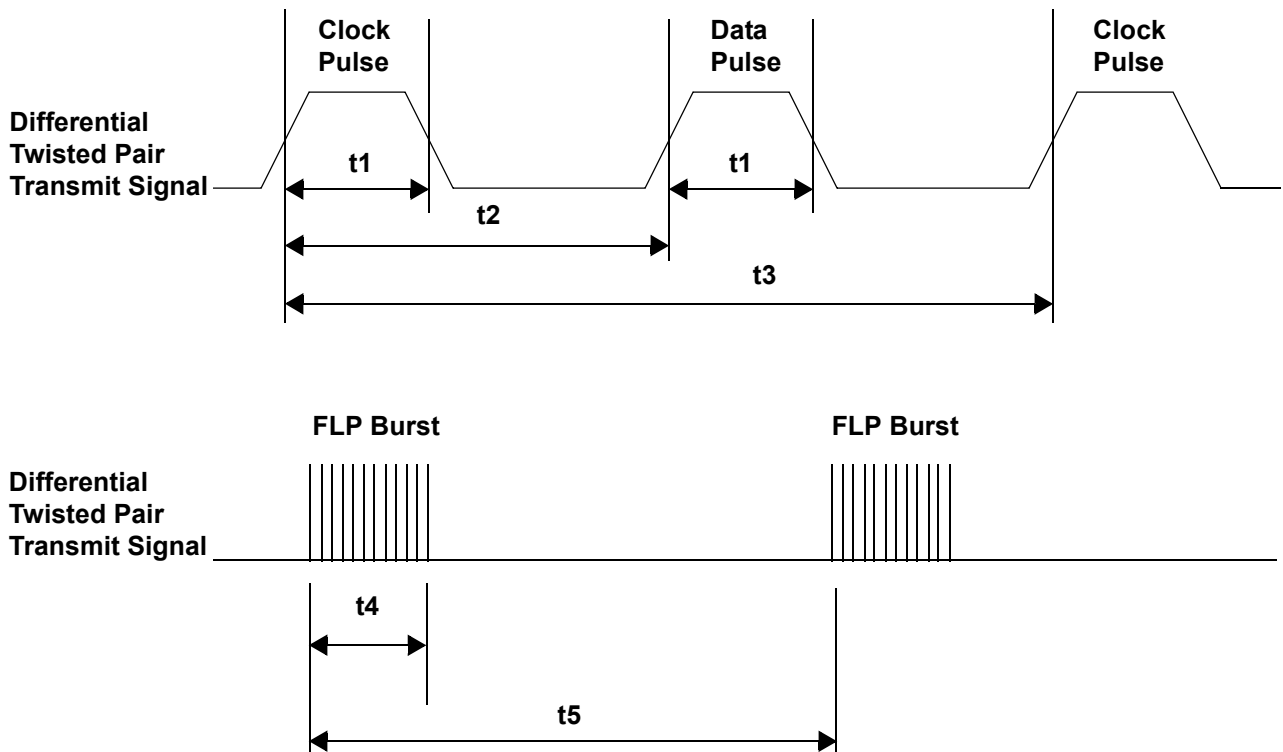 Clock
Pulse
Data
Pulse
Clock
Pulse
Differential
Twisted Pair
Transmit Signal
t1
t1
t2
t3
FLP Burst
FLP Burst
Differential
Twisted Pair
Transmit Signal
t4
t5